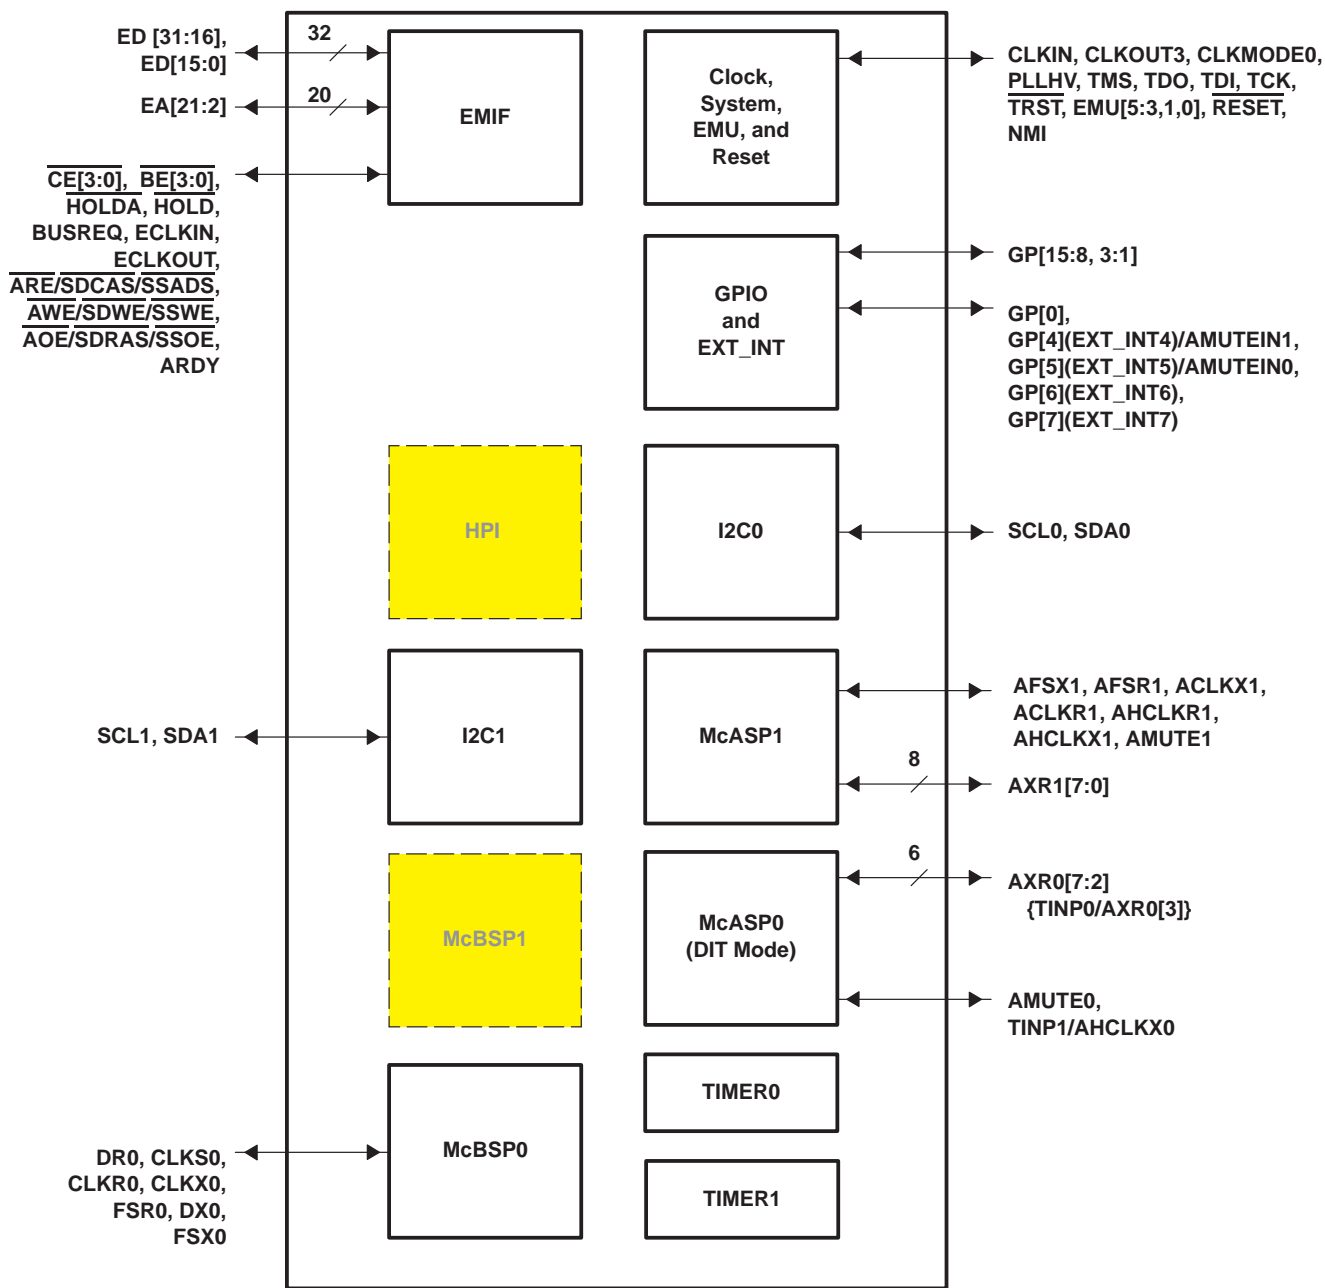 ED [31:16],
ED[15:0]
32
EA[21:2]
20
CE[3:0], BE[3:0],
HOLDA, HOLD,
BUSREQ, ECLKIN,
ECLKOUT,
ARE/SDCAS/SSADS,
AWE/SDWE/SSWE,
AOE/SDRAS/SSOE,
ARDY
EMIF
Clock,
System,
EMU, and
Reset
CLKIN, CLKOUT3, CLKMODE0,
PLLHV, TMS, TDO, TDI, TCK,
TRST, EMU[5:3,1,0], RESET,
NMI
GPIO
and
EXT_INT
GP[15:8, 3:1]
GP[0],
GP[4](EXT_INT4)/AMUTEIN1,
GP[5](EXT_INT5)/AMUTEIN0,
GP[6](EXT_INT6),
GP[7](EXT_INT7)
HPI
I2C0
SCL0, SDA0
SCL1, SDA1
I2C1
McASP1
AFSX1, AFSR1, ACLKX1,
ACLKR1, AHCLKR1,
AHCLKX1, AMUTE1
8
AXR1[7:0]
McBSP1
McASP0
(DIT Mode)
6
AXR0[7:2]
{TINP0/AXR0[3]}
AMUTE0,
TINP1/AHCLKX0
DR0, CLKS0,
CLKR0, CLKX0,
FSR0, DX0,
FSX0
McBSP0
TIMER0
TIMER1